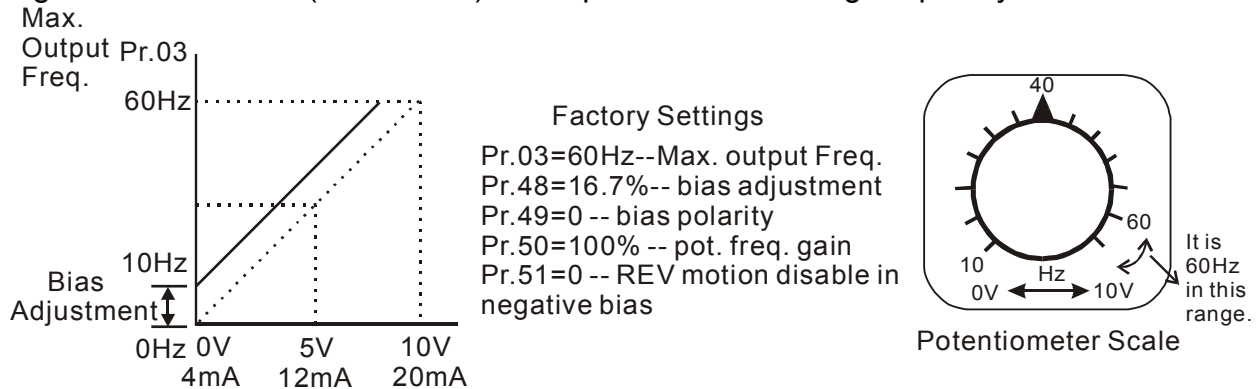 Max.
Output Pr.03
Freq.
60Hz
10Hz
Bias
Adjustment
0Hz 0V 5V 10V
4mA 12mA 20mA
Factory Settings
Pr.03=60Hz--Max. output Freq.
Pr.48=16.7%-- bias adjustment
Pr.49=0 -- bias polarity
Pr.50=100% -- pot. freq. gain
Pr.51=0 -- REV motion disable in
negative bias
40
60
10
Hz
0V 10V
It is
60Hz
in this
range.
Potentiometer Scale